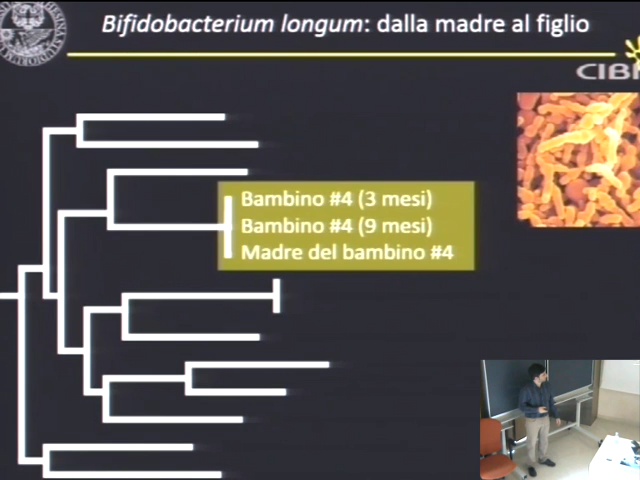 Bifidobacterium longum: dalla madre al figlio
CIBI
Bambino #4 (3 mesi)
Bambino #4 (9 mesi)
Madre del bambino #4